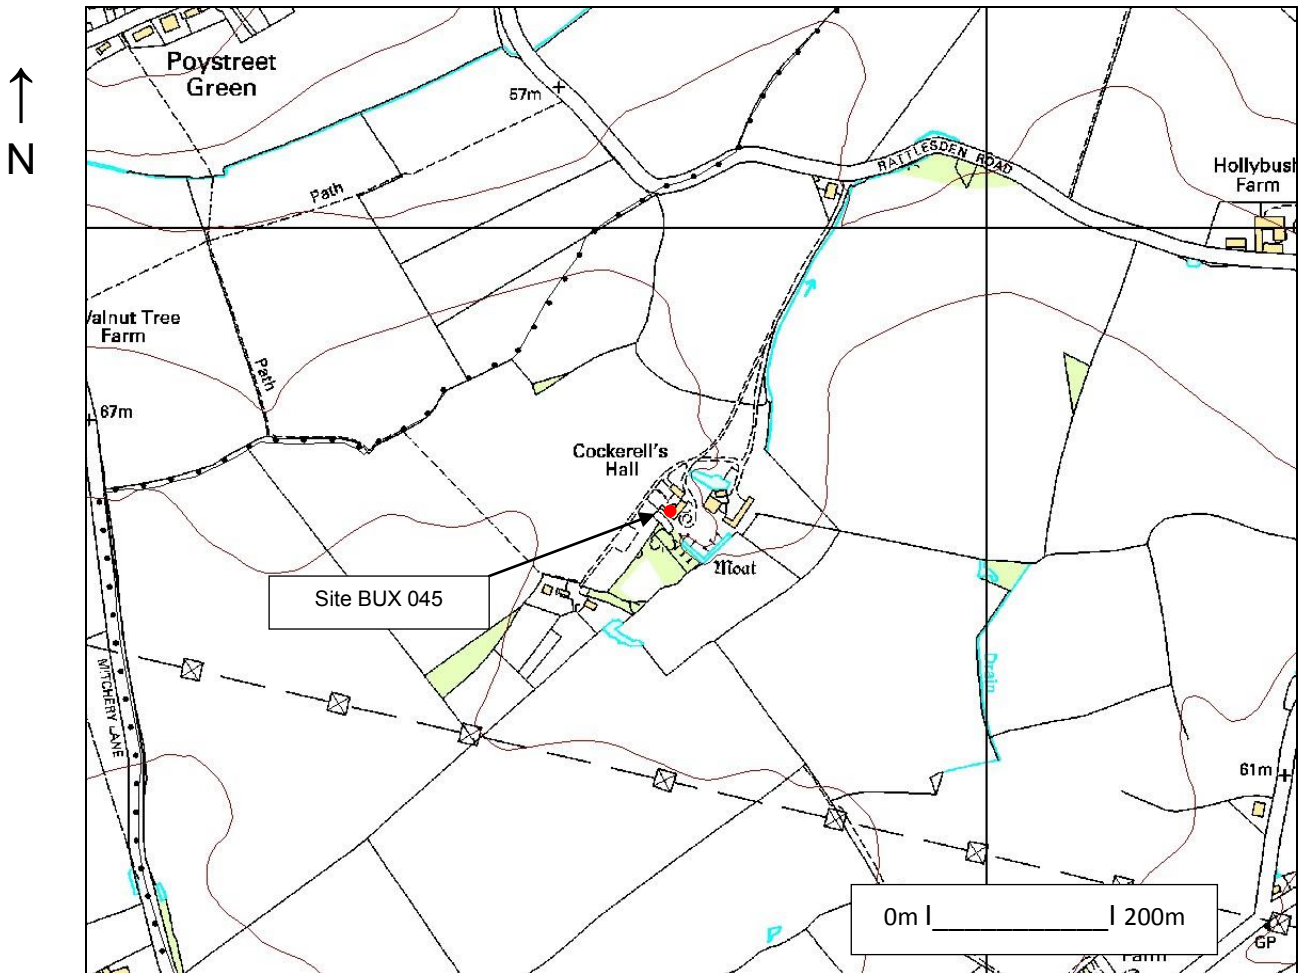 ↑
N
Poystreet
Green
57m
RATTLESDEN ROAD
Hollybush
Farm
Path
Walnut Tree
Farm
Path
67m
Cockerell's
Hall
Site BUX 045
Moat
MITCHERY LANE
Drain
61m
0m I I 200m
P
Farm
GP